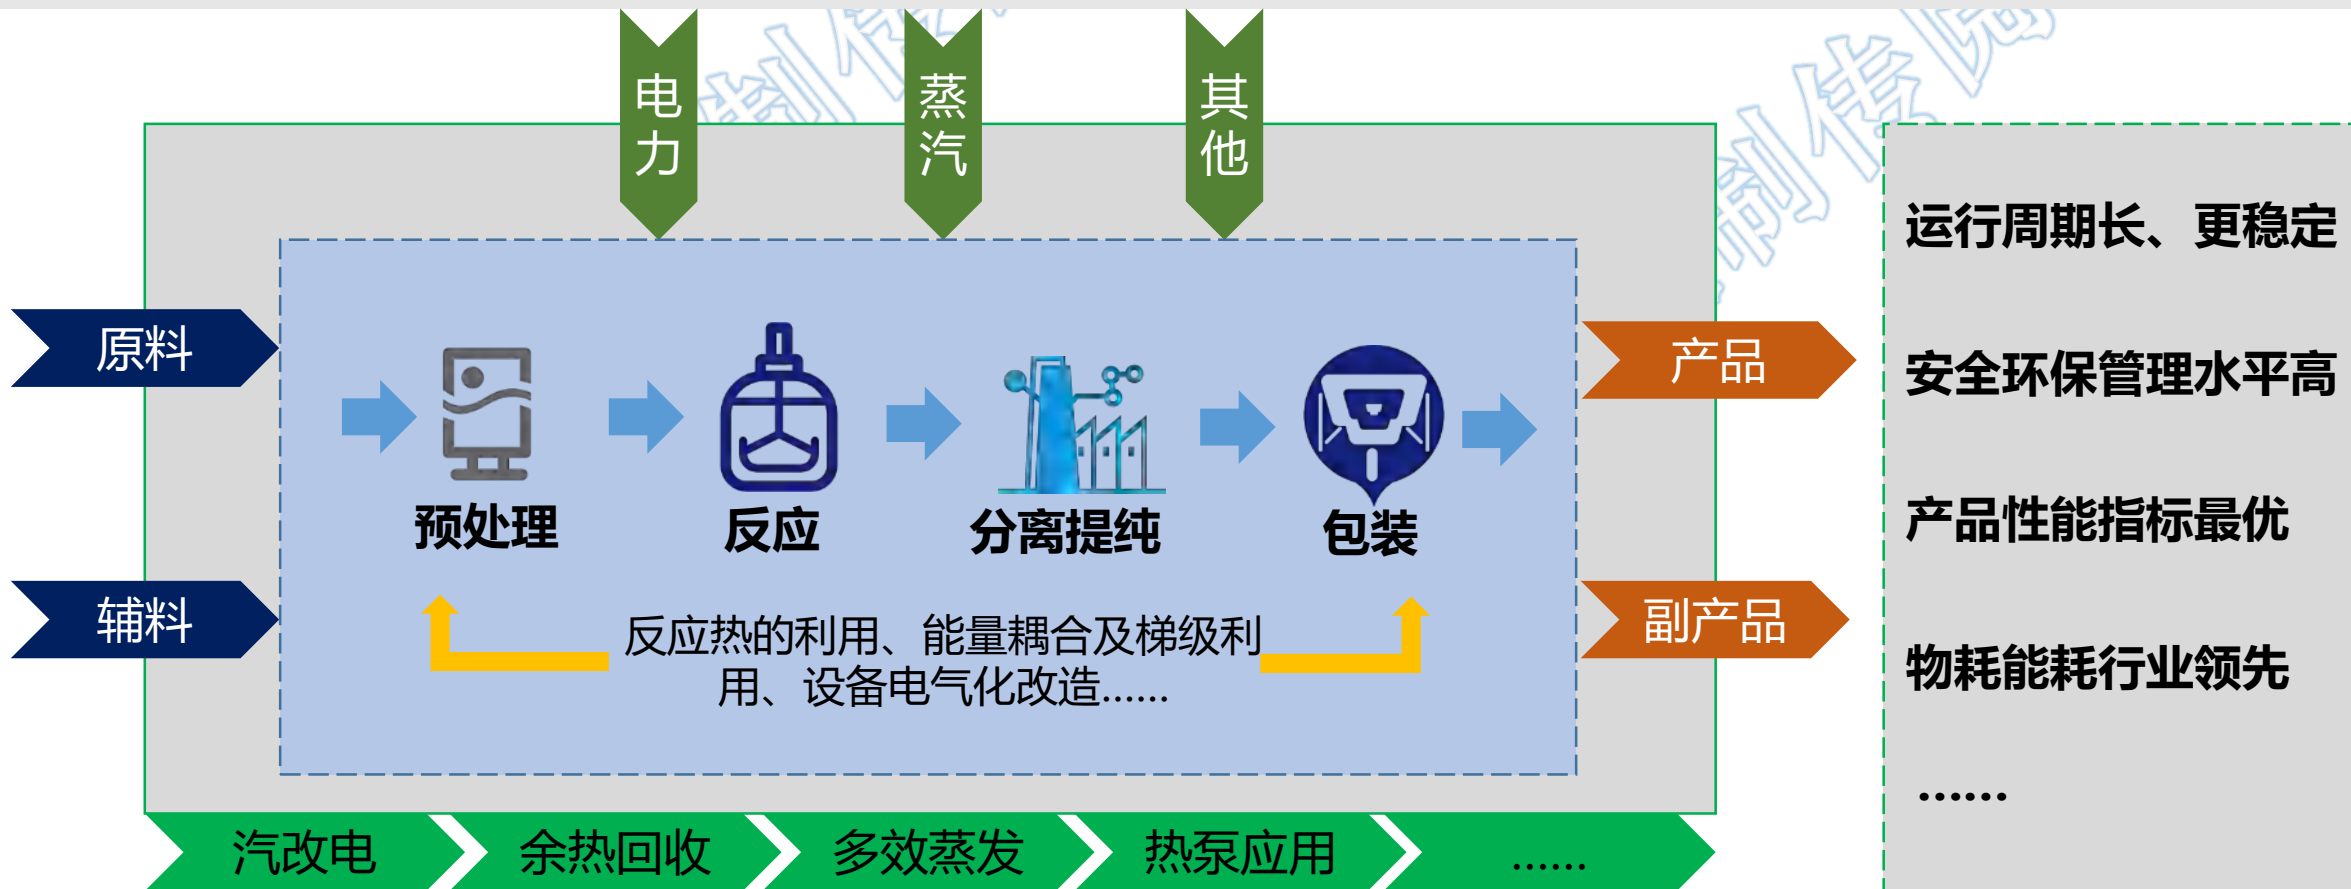 电力
蒸汽
其他
原料
辅料
预处理
反应
分离提纯
包装
反应热的利用、能量耦合及梯级利
用、设备电气化改造......
产品
副产品
汽改电
余热回收
多效蒸发
热泵应用
......
运行周期长、更稳定
安全环保管理水平高
产品性能指标最优
物耗能耗行业领先
......